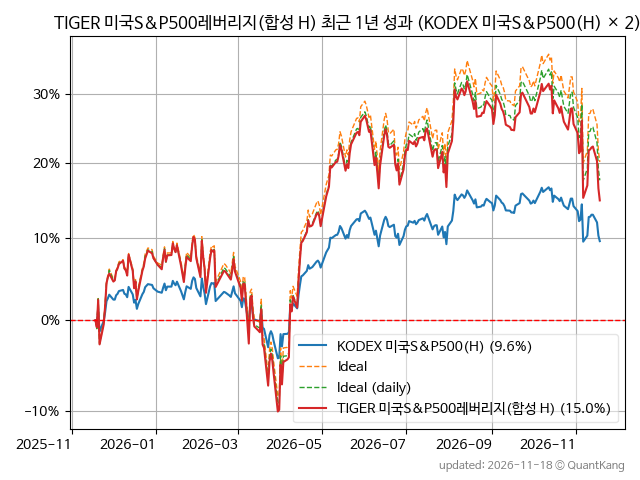 TIGER 미국S&P500레버리지(합성 H) 최근 1년 성과 (KODEX 미국S&P500(H) × 2)
30%
20%
10%
0%
−10%
KODEX 미국S&P500(H) (9.6%)
Ideal
Ideal (daily)
TIGER 미국S&P500레버리지(합성 H) (15.0%)
2025-11 2026-01 2026-03 2026-05 2026-07 2026-09 2026-11
updated: 2026-11-18 © QuantKang